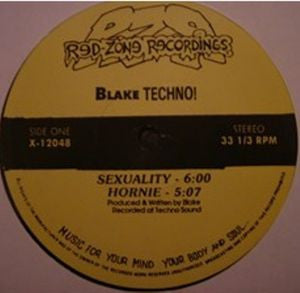 Red-Zone Recordings
BLAKE TECHNO!
SIDE ONE
STEREO
X-12048
33 1/3 RPM
SEXUALITY - 6:00
HORNIE - 5:07
Produced & Written by Blake
Recorded at Techno Sound
MUSIC FOR YOUR MIND YOUR BODY AND SOUL...